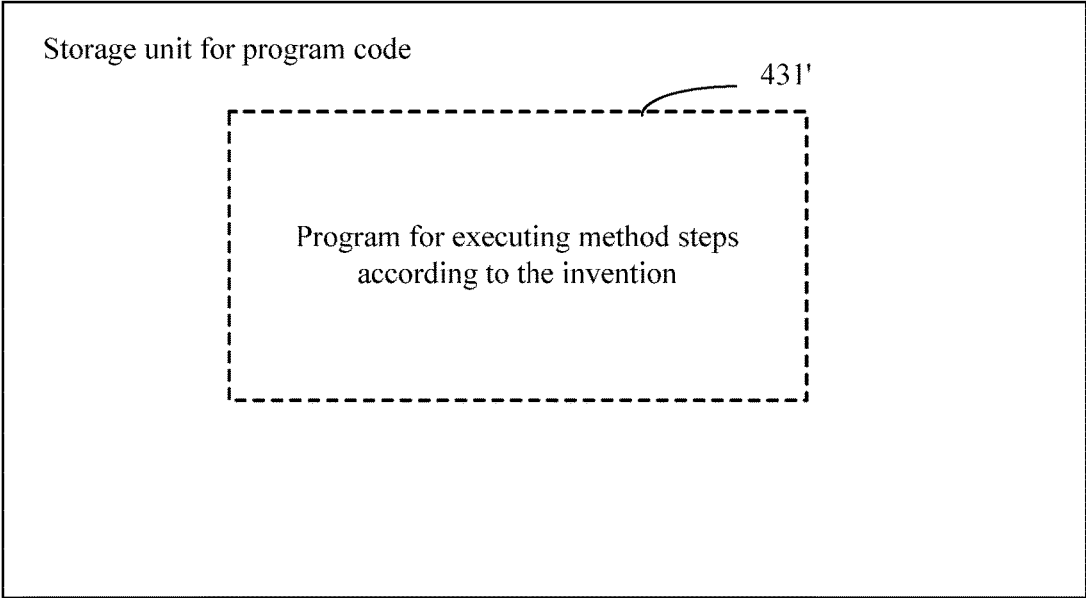 Storage unit for program code
431'
Program for executing method steps
according to the invention